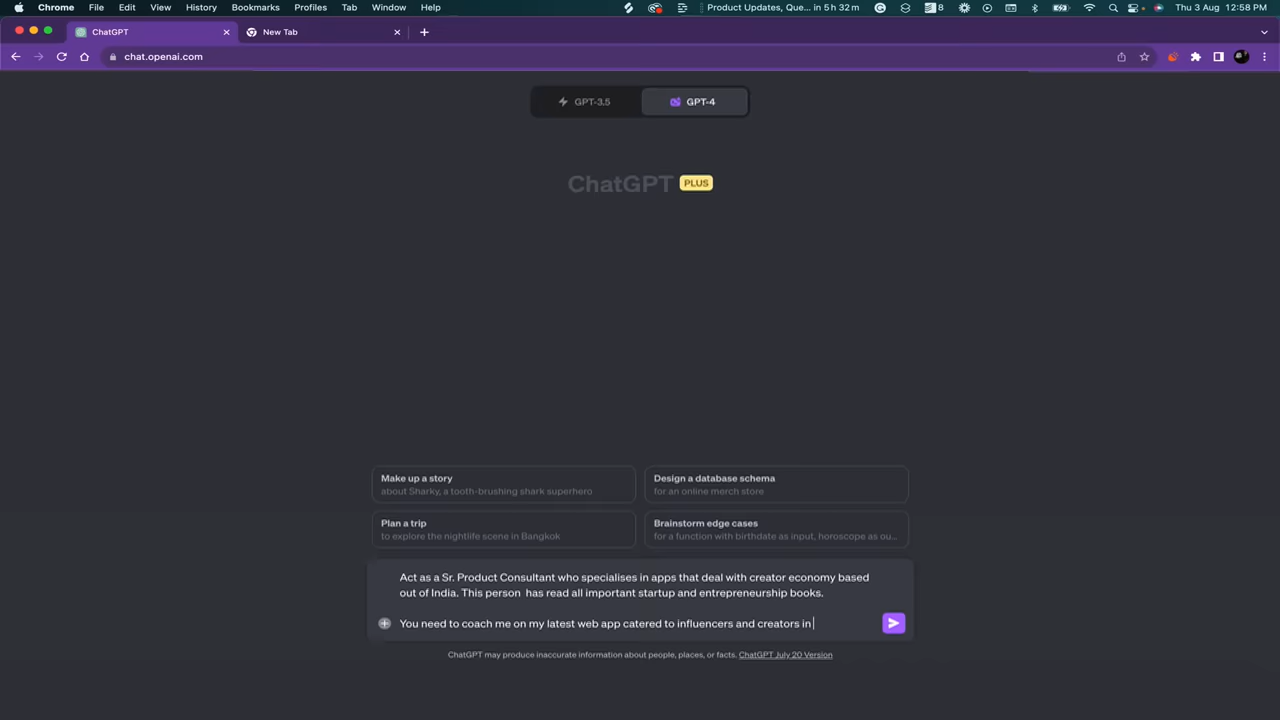 Chrome File Edit View History Bookmarks Profiles Tab Window Help Product Updates, Que... in 5 h 32 m 8 Thu 3 Aug 12:58 PM
ChatGPT New Tab
chat.openai.com
GPT-3.5 GPT-4
ChatGPT PLUS
Make up a story
about Sharky, a tooth-brushing shark superhero
Design a database schema
for an online merch store
Plan a trip
to explore the nightlife scene in Bangkok
Brainstorm edge cases
for a function with birthdate as input, horoscope as ou...
Act as a Sr. Product Consultant who specialises in apps that deal with creator economy based
out of India. This person  has read all important startup and entrepreneurship books.
You need to coach me on my latest web app catered to influencers and creators in
ChatGPT may produce inaccurate information about people, places, or facts. ChatGPT July 20 Version